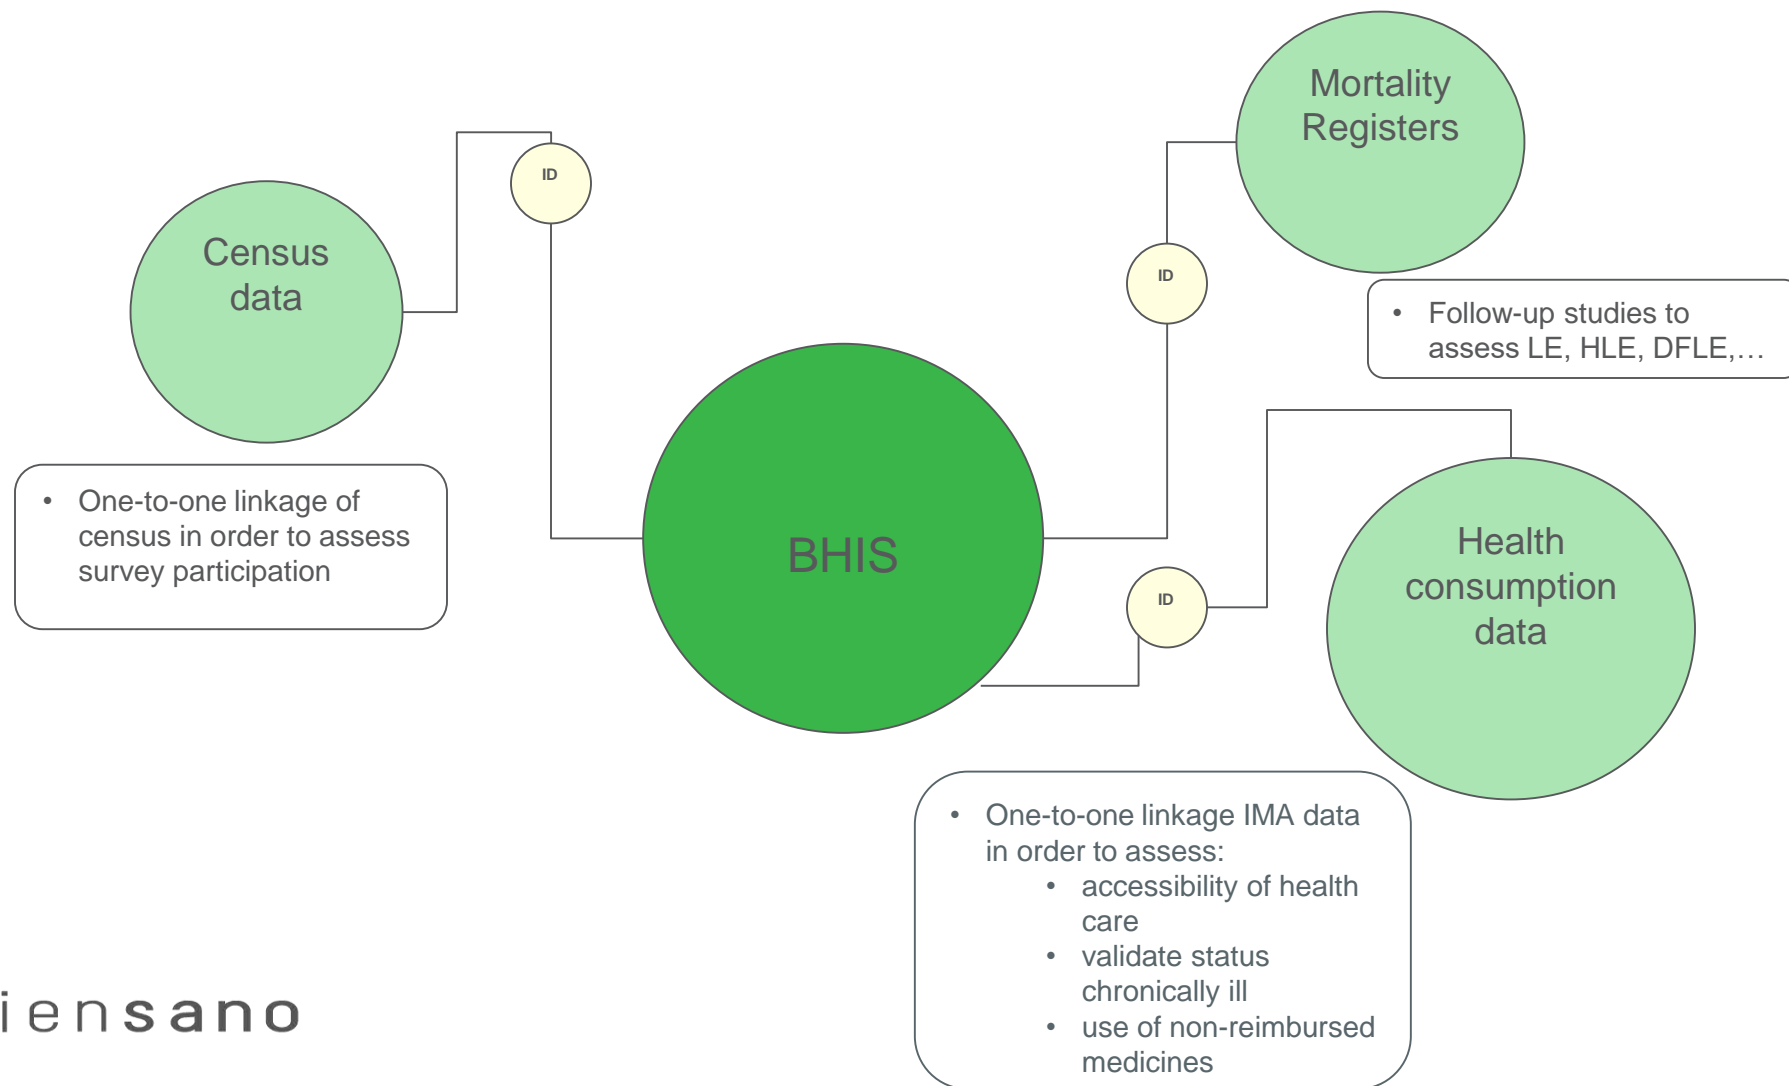 Mortality
Registers
ID
Census
data
ID
• Follow-up studies to
assess LE, HLE, DFLE,…
• One-to-one linkage of
census in order to assess
survey participation
BHIS
Health
consumption
data
ID
• One-to-one linkage IMA data
in order to assess:
• accessibility of health
care
• validate status
chronically ill
• use of non-reimbursed
medicines
iensano